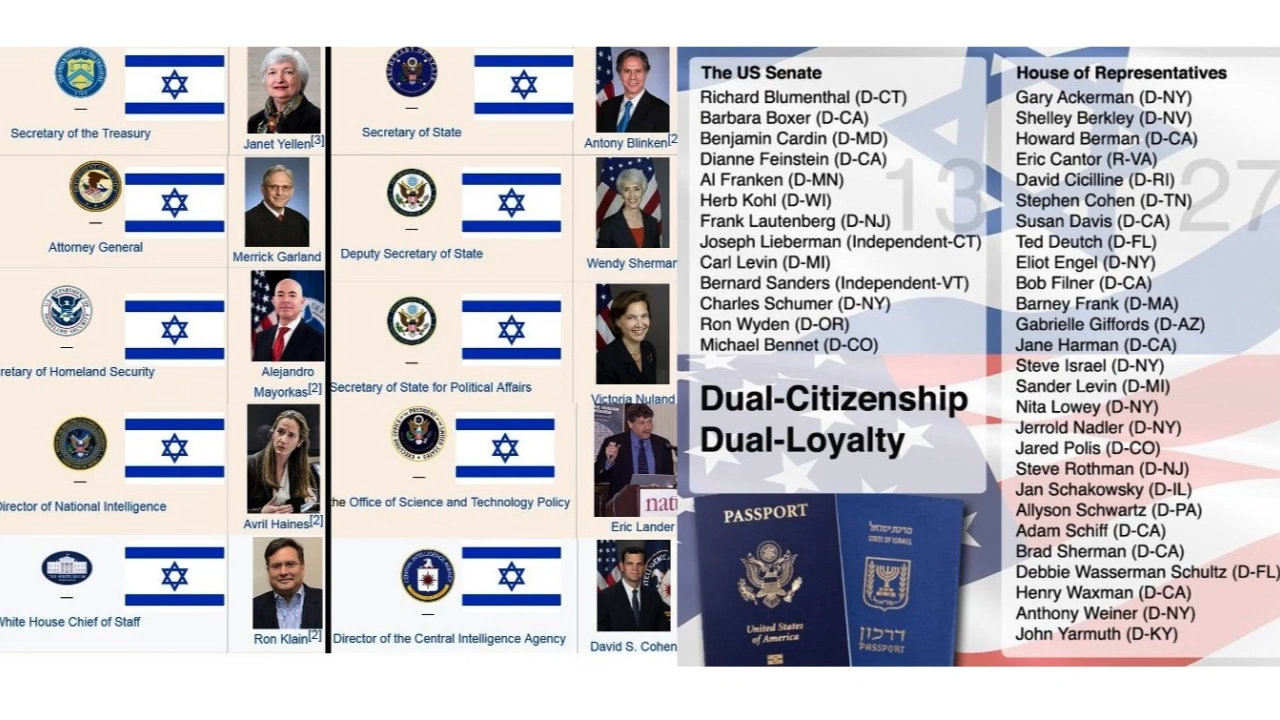 Secretary of the Treasury
Janet Yellen[3]
Attorney General
Merrick Garland
retary of Homeland Security
Alejandro
Mayorkas[2]
Director of National Intelligence
Avril Haines[2]
White House Chief of Staff
Ron Klain[2]
Secretary of State
Antony Blinken[2
Deputy Secretary of State
Wendy Sherman
Secretary of State for Political Affairs
Victoria Nuland
the Office of Science and Technology Policy
nat
Eric Lander
Director of the Central Intelligence Agency
David S. Cohen
The US Senate
Richard Blumenthal (D-CT)
Barbara Boxer (D-CA)
Benjamin Cardin (D-MD)
Dianne Feinstein (D-CA)
Al Franken (D-MN)
Herb Kohl (D-WI)
Frank Lautenberg (D-NJ)
Joseph Lieberman (Independent-CT)
Carl Levin (D-MI)
Bernard Sanders (Independent-VT)
Charles Schumer (D-NY)
Ron Wyden (D-OR)
Michael Bennet (D-CO)
13
Dual-Citizenship
Dual-Loyalty
PASSPORT
United States
of America
מדינת ישראל
STATE OF ISRAEL
דרכון
PASSPORT
House of Representatives
Gary Ackerman (D-NY)
Shelley Berkley (D-NV)
Howard Berman (D-CA)
Eric Cantor (R-VA)
David Cicilline (D-RI)
Stephen Cohen (D-TN)
Susan Davis (D-CA)
Ted Deutch (D-FL)
Eliot Engel (D-NY)
Bob Filner (D-CA)
Barney Frank (D-MA)
Gabrielle Giffords (D-AZ)
Jane Harman (D-CA)
Steve Israel (D-NY)
Sander Levin (D-MI)
Nita Lowey (D-NY)
Jerrold Nadler (D-NY)
Jared Polis (D-CO)
Steve Rothman (D-NJ)
Jan Schakowsky (D-IL)
Allyson Schwartz (D-PA)
Adam Schiff (D-CA)
Brad Sherman (D-CA)
Debbie Wasserman Schultz (D-FL)
Henry Waxman (D-CA)
Anthony Weiner (D-NY)
John Yarmuth (D-KY)
27